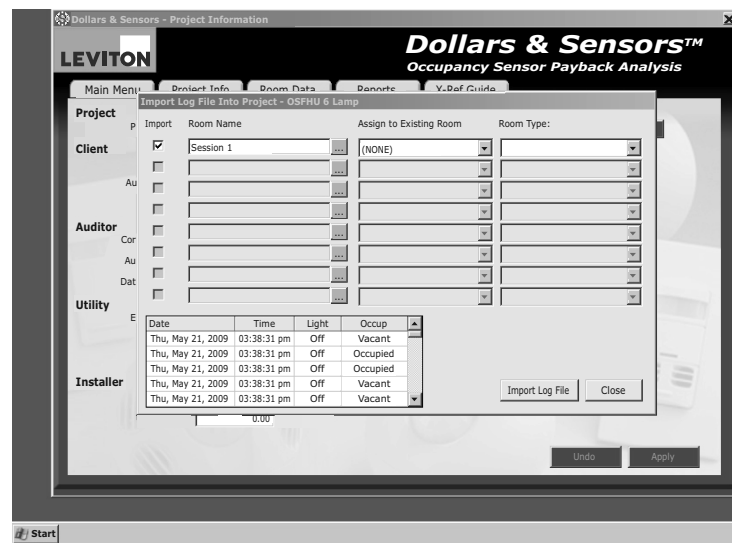 Dollars & Sensors - Project Information
X
LEVITON
Dollars & Sensors™
Occupancy Sensor Payback Analysis
Main Menu
Project Info
Room Data
Reports
X-Ref Guide
Import Log File Into Project - OSFHU 6 Lamp
Project
P
Import
Room Name
Assign to Existing Room
Room Type:
Client
Session 1
...
(NONE)
...
Au
...
...
Auditor
Cor
...
Au
...
Dat
...
Utility
...
E
Date Time Light Occup
Thu, May 21, 2009 03:38:31 pm Off Vacant
Thu, May 21, 2009 03:38:31 pm Off Occupied
Thu, May 21, 2009 03:38:31 pm Off Occupied
Thu, May 21, 2009 03:38:31 pm Off Vacant
Thu, May 21, 2009 03:38:31 pm Off Vacant
Installer
Import Log File
Close
0.00
Undo
Apply
Start